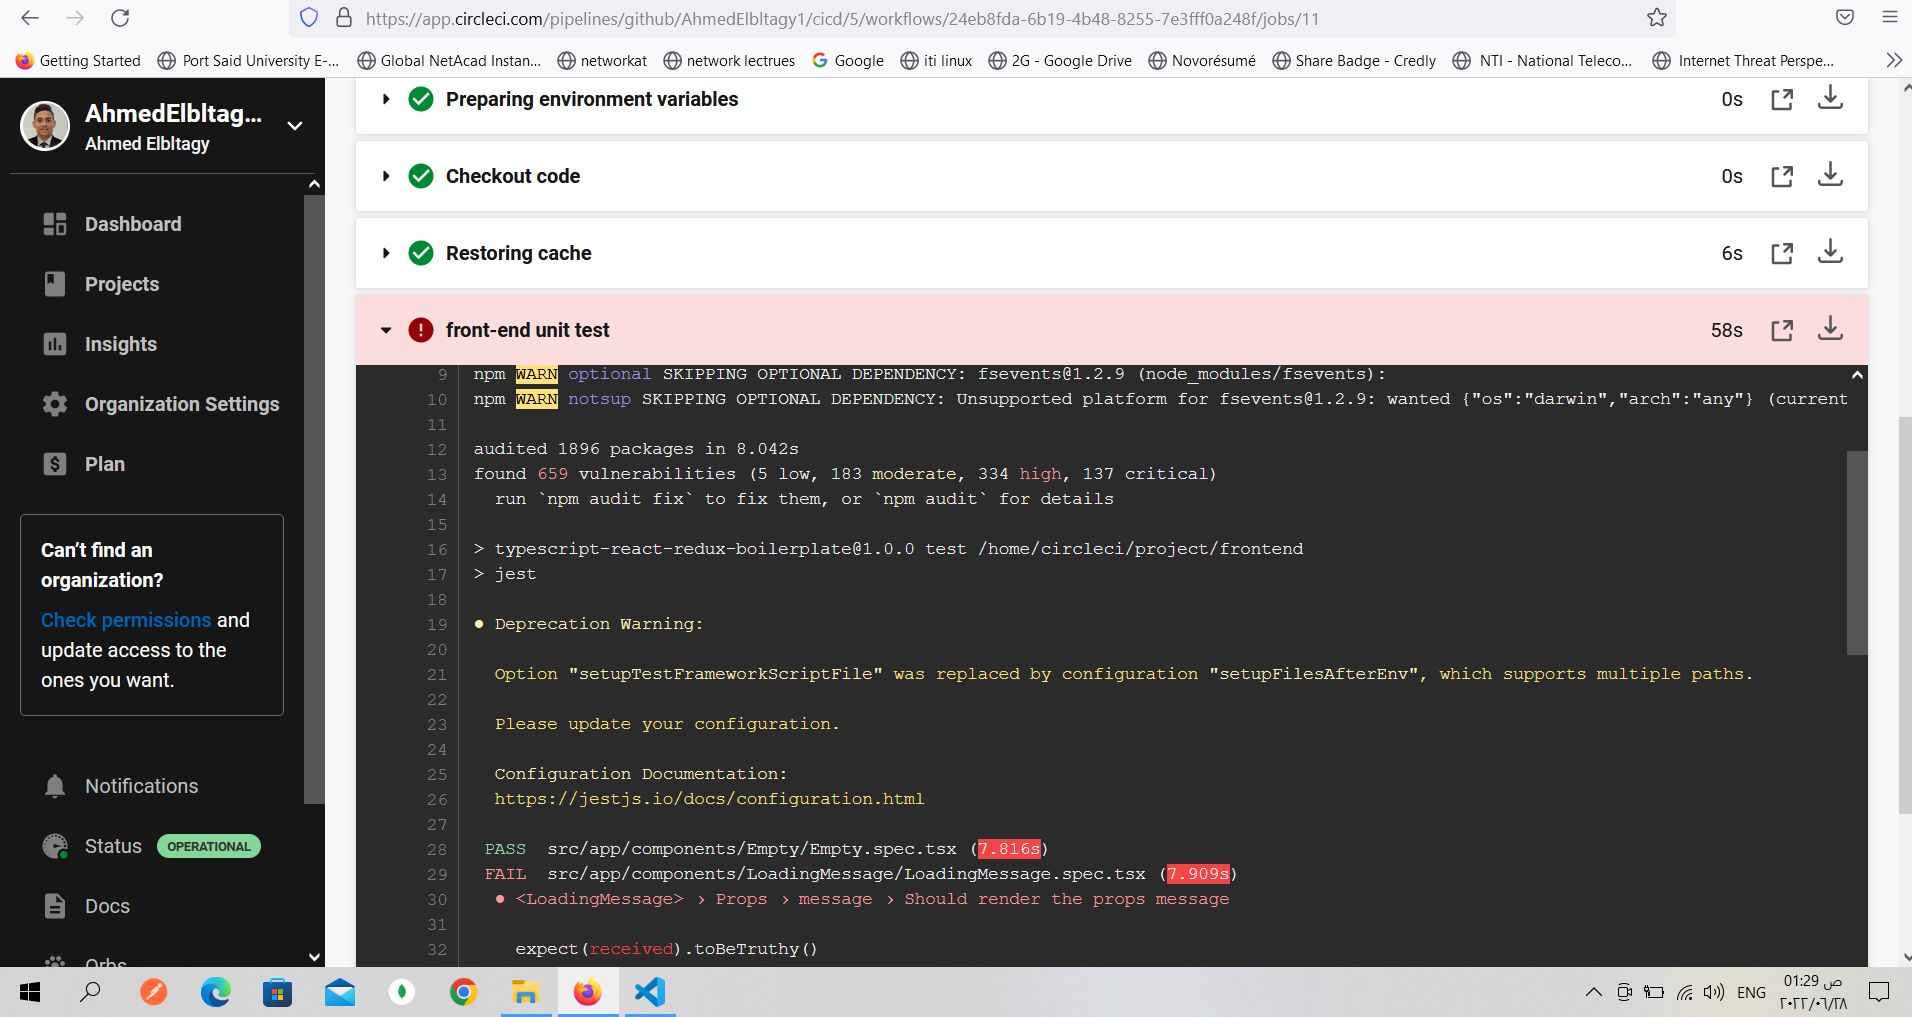 https://app.circleci.com/pipelines/github/AhmedElbltagy1/cicd/5/workflows/24eb8fda-6b19-4b48-8255-7e3fff0a248f/jobs/11
Getting Started Port Said University E-... Global NetAcad Instan... networkat network lectrues Google iti linux 2G - Google Drive Novorésumé Share Badge - Credly NTI - National Teleco... Internet Threat Perspe...
AhmedElbltag...
Ahmed Elbltagy
Dashboard
Projects
Insights
Organization Settings
Plan
Can't find an
organization?
Check permissions and
update access to the
ones you want.
Notifications
Status OPERATIONAL
Docs
Orbs
Preparing environment variables 0s
Checkout code 0s
Restoring cache 6s
front-end unit test 58s
9 npm WARN optional SKIPPING OPTIONAL DEPENDENCY: fsevents@1.2.9 (node_modules/fsevents):
10 npm WARN notsup SKIPPING OPTIONAL DEPENDENCY: Unsupported platform for fsevents@1.2.9: wanted {"os":"darwin","arch":"any"} (current
11
12 audited 1896 packages in 8.042s
13 found 659 vulnerabilities (5 low, 183 moderate, 334 high, 137 critical)
14 run `npm audit fix` to fix them, or `npm audit` for details
15
16 > typescript-react-redux-boilerplate@1.0.0 test /home/circleci/project/frontend
17 > jest
18
19 ● Deprecation Warning:
20
21 Option "setupTestFrameworkScriptFile" was replaced by configuration "setupFilesAfterEnv", which supports multiple paths.
22
23 Please update your configuration.
24
25 Configuration Documentation:
26 https://jestjs.io/docs/configuration.html
27
28 PASS src/app/components/Empty/Empty.spec.tsx (7.816s)
29 FAIL src/app/components/LoadingMessage/LoadingMessage.spec.tsx (7.909s)
30 ● <LoadingMessage> › Props › message › Should render the props message
31
32 expect(received).toBeTruthy()
ENG
01:29 ص
٢٠٢٢/٠٦/٢٨